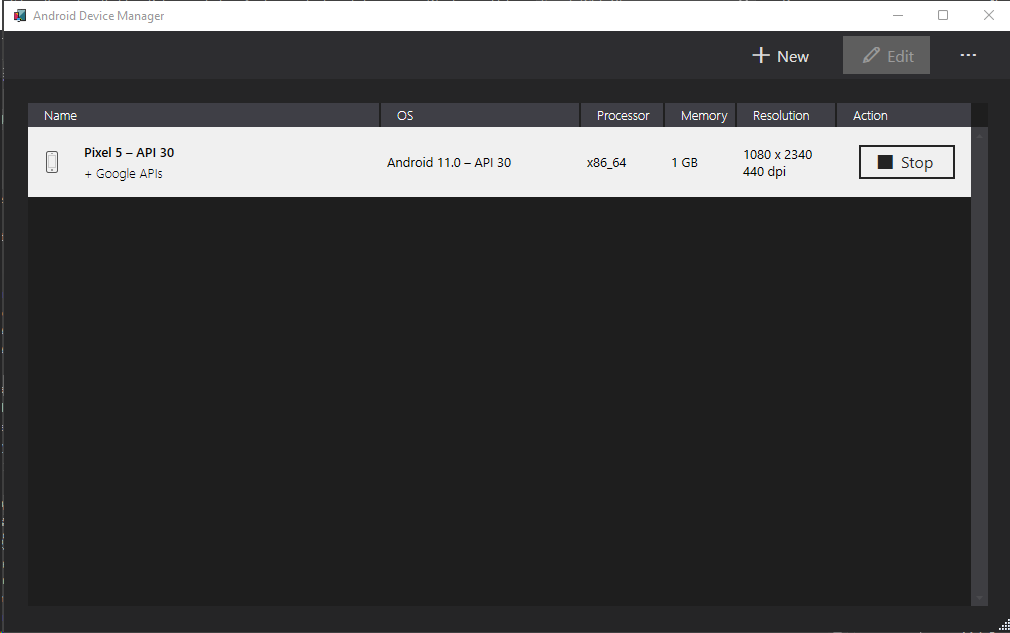 Android Device Manager
New
Edit
Name OS Processor Memory Resolution Action
Pixel 5 – API 30
+ Google APIs
Android 11.0 – API 30
x86_64
1 GB
1080 x 2340
440 dpi
Stop